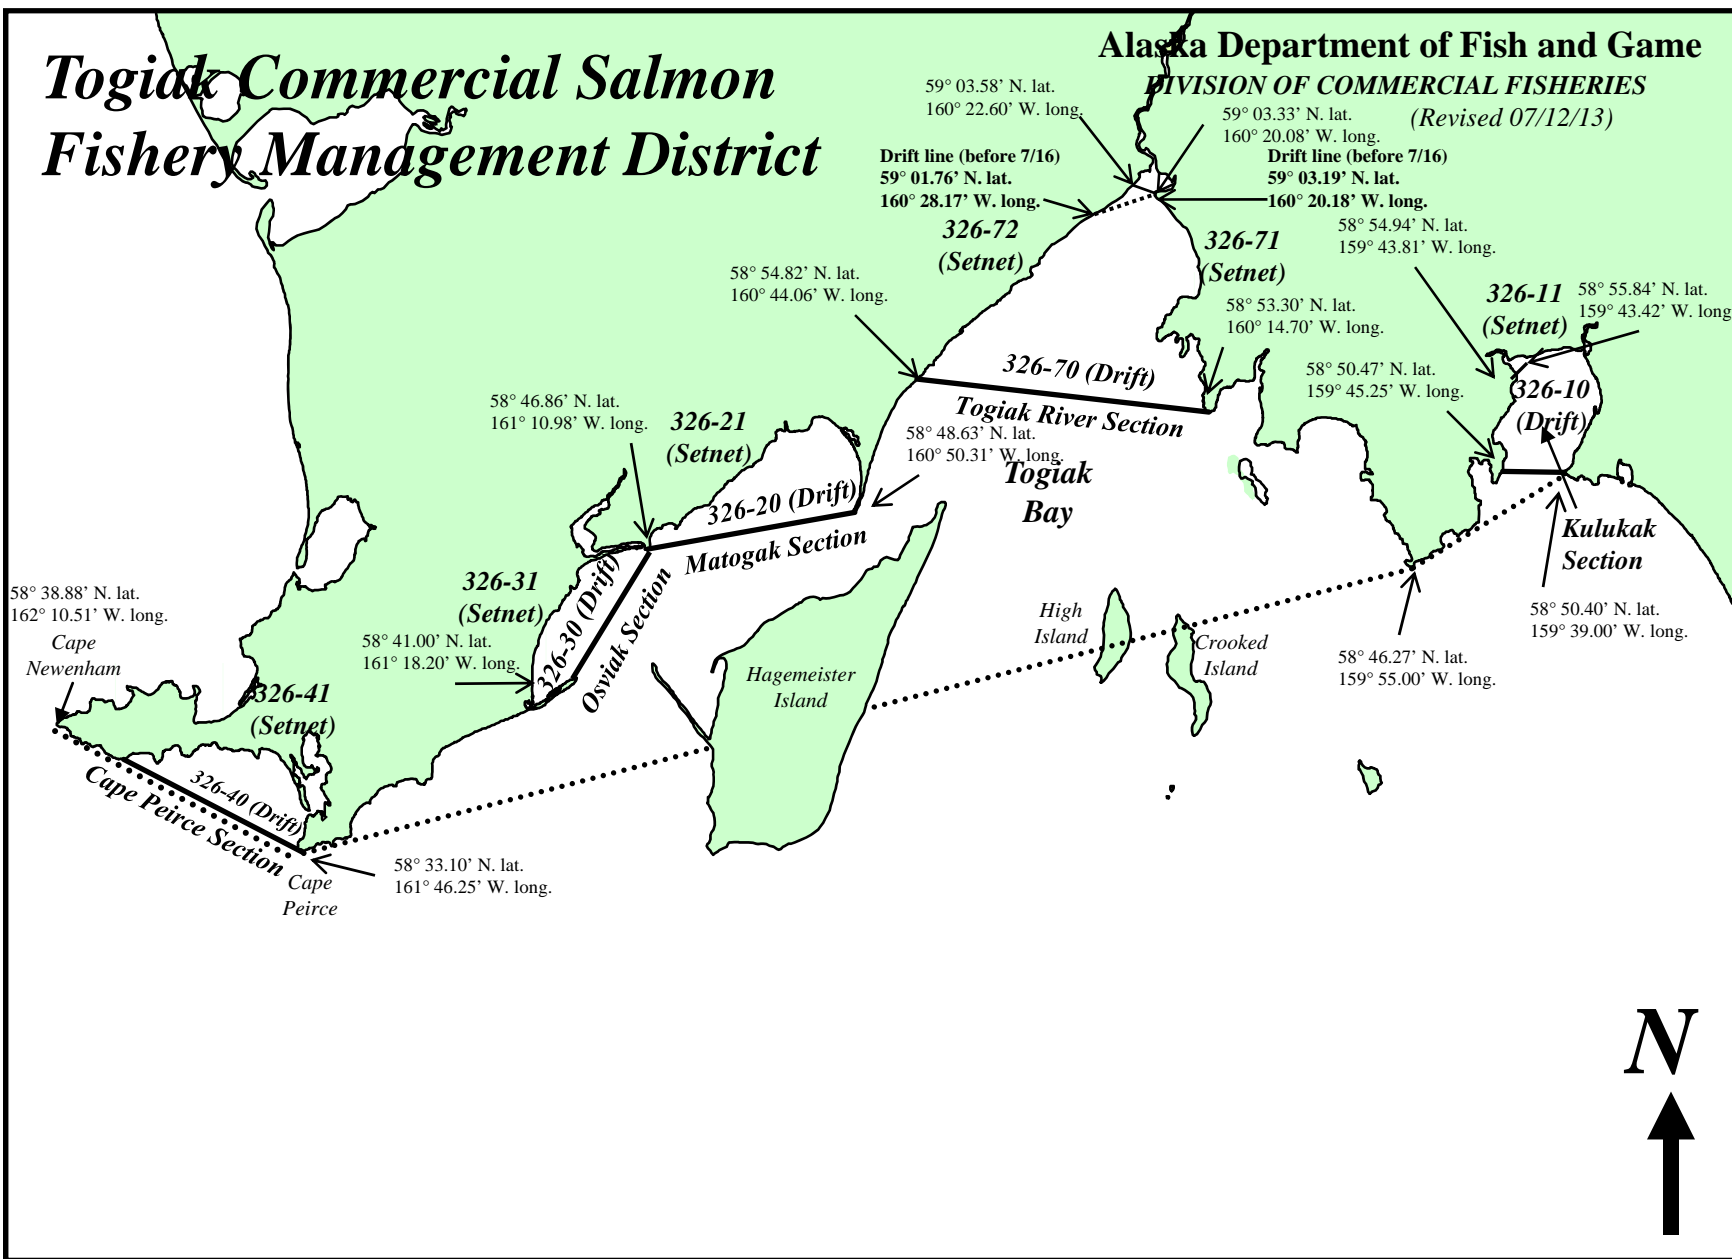 Togiak Commercial Salmon
Fishery Management District
Alaska Department of Fish and Game
DIVISION OF COMMERCIAL FISHERIES
(Revised 07/12/13)
59° 03.58’ N. lat.
160° 22.60’ W long.
59° 03.33’ N. lat.
160° 20.08’ W. long.
Drift line (before 7/16)
59° 01.76’ N. lat.
160° 28.17’ W. long.
Drift line (before 7/16)
59° 03.19’ N. lat.
160° 20.18’ W. long.
326-72
(Setnet)
326-71
(Setnet)
58° 54.94’ N. lat.
159° 43.81’ W. long.
58° 54.82’ N. lat.
160° 44.06’ W. long.
58° 53.30’ N. lat.
160° 14.70’ W. long.
326-11
(Setnet)
58° 55.84’ N. lat.
159° 43.42’ W. long
326-70 (Drift)
Togiak River Section
58° 50.47’ N. lat.
159° 45.25’ W. long.
326-10
(Drift)
58° 46.86’ N. lat.
161° 10.98’ W. long.
326-21
(Setnet)
58° 48.63’ N. lat.
160° 50.31’ W. long.
Togiak
Bay
326-20 (Drift)
Matogak Section
Kulukak
Section
326-31
(Setnet)
326-30 (Drift)
Osviak Section
58° 38.88’ N. lat.
162° 10.51’ W. long.
Cape
Newenham
58° 41.00’ N. lat.
161° 18.20’ W. long.
High
Island
Crooked
Island
58° 50.40’ N. lat.
159° 39.00’ W. long.
58° 46.27’ N. lat.
159° 55.00’ W. long.
Hagemeister
Island
326-41
(Setnet)
326-40 (Drift)
Cape Peirce Section
58° 33.10’ N. lat.
161° 46.25’ W. long.
Cape
Peirce
N